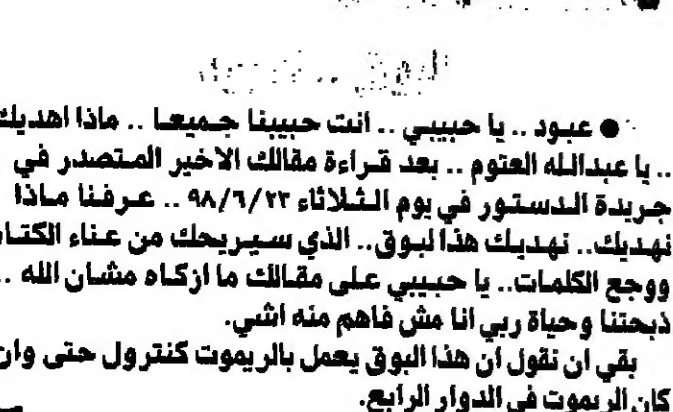 ● عبود .. يا حبيبي .. انت حبيبنا جميعا .. ماذا اهديك
.. يا عبدالله العتوم .. بعد قراءة مقالك الاخير المتصدر في
جريدة الدستور في يوم الثلاثاء ٩٨/٦/٢٣ .. عرفنا ماذا
نهديك.. نهديك هذا لبوق.. الذي سيريحك من عناء الكتا
ووجع الكلمات.. يا حبيبي على مقالك ما ازكاه مشان الله ..
ذبحتنا وحياة ربي انا مش فاهم منه اشي.
بقي ان نقول ان هذا البوق يعمل بالريموت كنترول حتى وان
كان الريموت في الدوار الرابع.